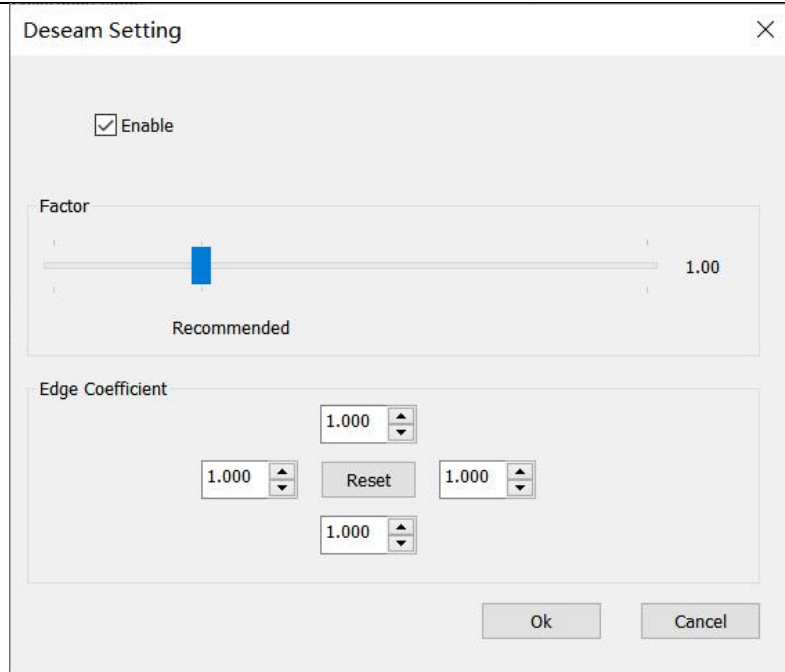 Deseam Setting
Enable
Factor
1.00
Recommended
Edge Coefficient
1.000
1.000 Reset 1.000
1.000
Ok Cancel